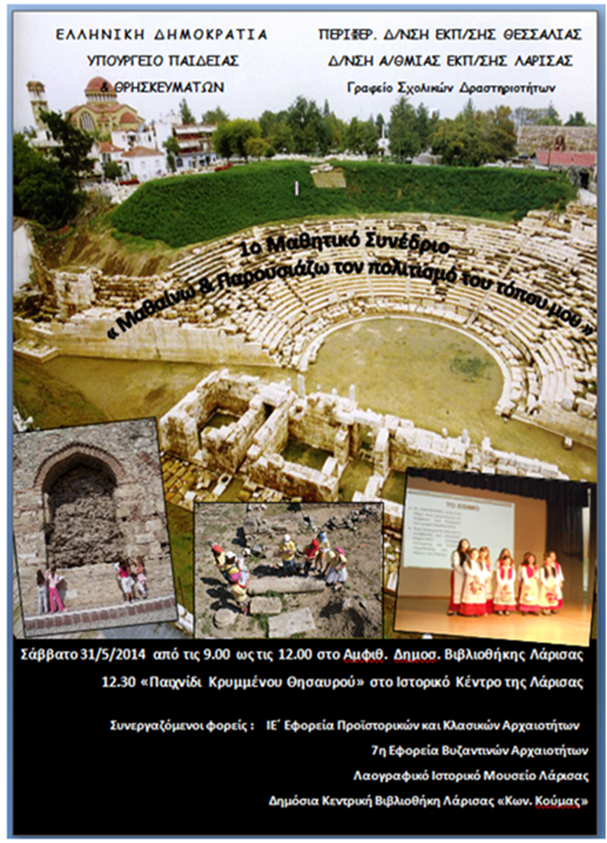 ΕΛΛΗΝΙΚΗ ΔΗΜΟΚΡΑΤΙΑ
ΥΠΟΥΡΓΕΙΟ ΠΑΙΔΕΙΑΣ
& ΘΡΗΣΚΕΥΜΑΤΩΝ
ΠΕΡΙΦΕΡ. Δ/ΝΣΗ ΕΚΠ/ΣΗΣ ΘΕΣΣΑΛΙΑΣ
Δ/ΝΣΗ Α/ΘΜΙΑΣ ΕΚΠ/ΣΗΣ ΛΑΡΙΣΑΣ
Γραφείο Σχολικών Δραστηριοτήτων
1ο Μαθητικό Συνέδριο
« Μαθαίνω & Παρουσιάζω τον πολιτισμό του τόπου μου »
ΤΟ ΕΘΙΜΟ
Σάββατο 31/5/2014 από τις 9.00 ως τις 12.00 στο Αμφιθ. Δημοσ. Βιβλιοθήκης Λάρισας
12.30 «Παιχνίδι Κρυμμένου Θησαυρού» στο Ιστορικό Κέντρο της Λάρισας
Συνεργαζόμενοι φορείς : ΙΕ΄ Εφορεία Προϊστορικών και Κλασικών Αρχαιοτήτων
7η Εφορεία Βυζαντινών Αρχαιοτήτων
Λαογραφικό Ιστορικό Μουσείο Λάρισας
Δημόσια Κεντρική Βιβλιοθήκη Λάρισας «Κων. Κούμας»